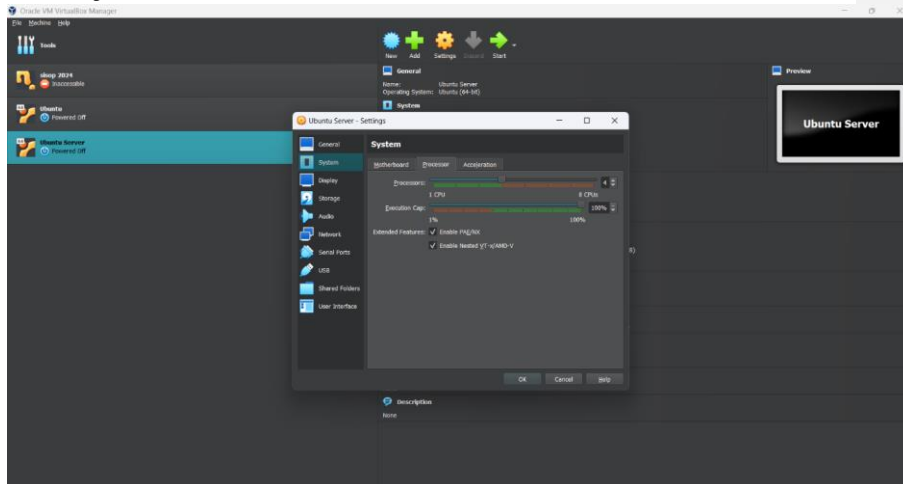 Oracle VM VirtualBox Manager
File Machine Help
Tools
New Add Settings Discard Start
sinop 2024
Inaccessible
Ubuntu
Powered Off
Ubuntu Server
Powered Off
General
Name: Ubuntu Server
Operating System: Ubuntu (64-bit)
System
Preview
Ubuntu Server
Ubuntu Server - Settings
General
System
Display
Storage
Audio
Network
Serial Ports
USB
Shared Folders
User Interface
System
Motherboard Processor Acceleration
Processors: 4
1 CPU 8 CPUs
Execution Cap: 100%
1% 100%
Extended Features: Enable PAE/NX
Enable Nested VT-x/AMD-V
OK Cancel Help
Description
None